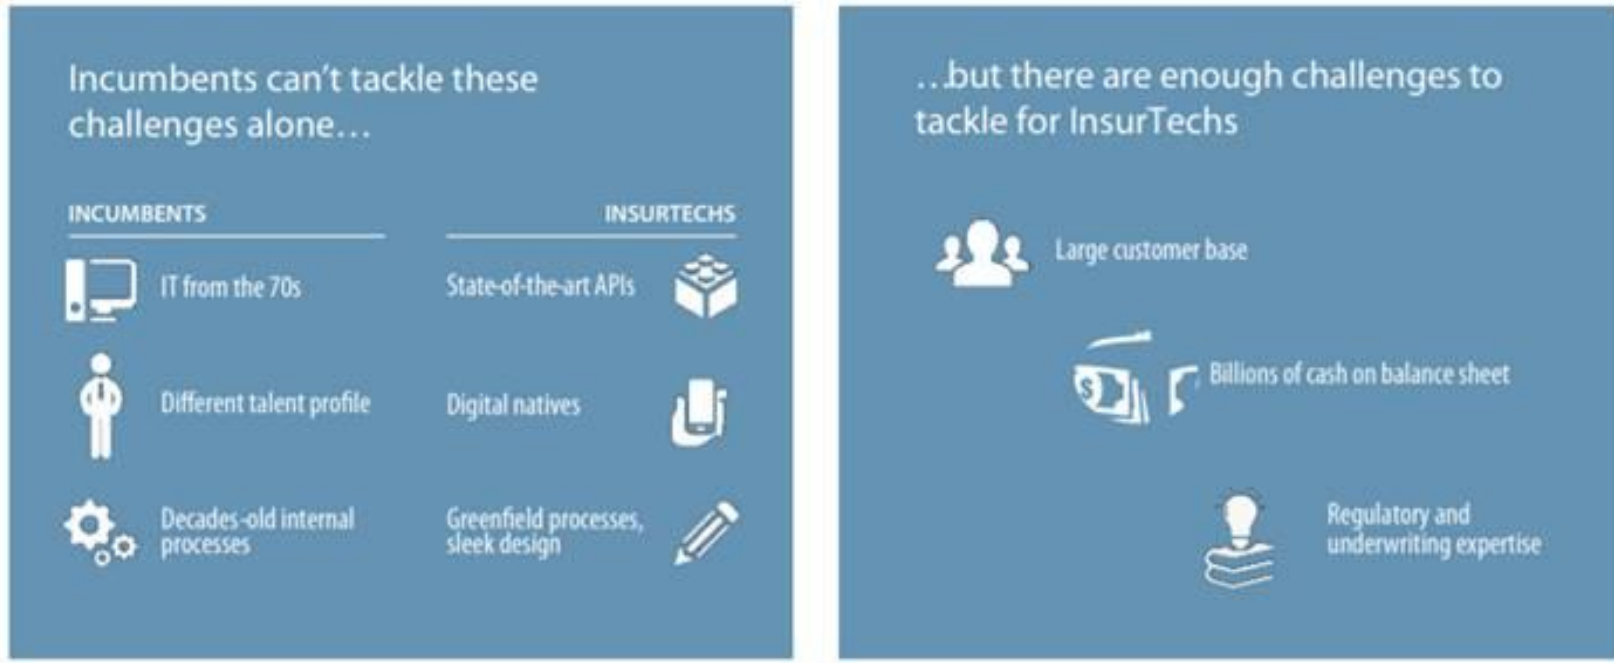 Incumbents can't tackle these
challenges alone...
INCUMBENTS
INSURTECHS
IT from the 70s
State-of-the-art APIs
Different talent profile
Digital natives
Decades-old internal
processes
Greenfield processes,
sleek design
...but there are enough challenges to
tackle for InsurTechs
Large customer base
$
Billions of cash on balance sheet
Regulatory and
underwriting expertise